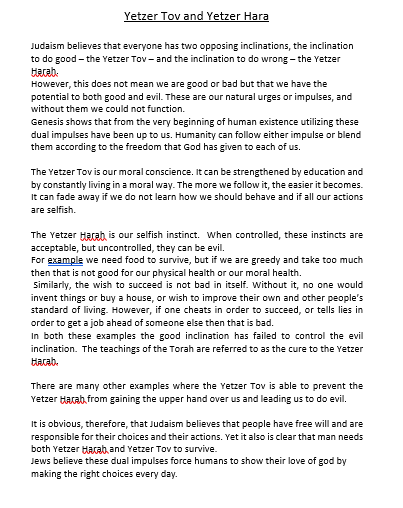 Yetzer Tov and Yetzer Hara
Judaism believes that everyone has two opposing inclinations, the inclination
to do good – the Yetzer Tov – and the inclination to do wrong – the Yetzer
Harah.
However, this does not mean we are good or bad but that we have the
potential to both good and evil. These are our natural urges or impulses, and
without them we could not function.
Genesis shows that from the very beginning of human existence utilizing these
dual impulses have been up to us. Humanity can follow either impulse or blend
them according to the freedom that God has given to each of us.
The Yetzer Tov is our moral conscience. It can be strengthened by education and
by constantly living in a moral way. The more we follow it, the easier it becomes.
It can fade away if we do not learn how we should behave and if all our actions
are selfish.
The Yetzer Harah is our selfish instinct. When controlled, these instincts are
acceptable, but uncontrolled, they can be evil.
For example we need food to survive, but if we are greedy and take too much
then that is not good for our physical health or our moral health.
Similarly, the wish to succeed is not bad in itself. Without it, no one would
invent things or buy a house, or wish to improve their own and other people's
standard of living. However, if one cheats in order to succeed, or tells lies in
order to get a job ahead of someone else then that is bad.
In both these examples the good inclination has failed to control the evil
inclination. The teachings of the Torah are referred to as the cure to the Yetzer
Harah.
There are many other examples where the Yetzer Tov is able to prevent the
Yetzer Harah from gaining the upper hand over us and leading us to do evil.
It is obvious, therefore, that Judaism believes that people have free will and are
responsible for their choices and their actions. Yet it also is clear that man needs
both Yetzer Harah and Yetzer Tov to survive.
Jews believe these dual impulses force humans to show their love of god by
making the right choices every day.